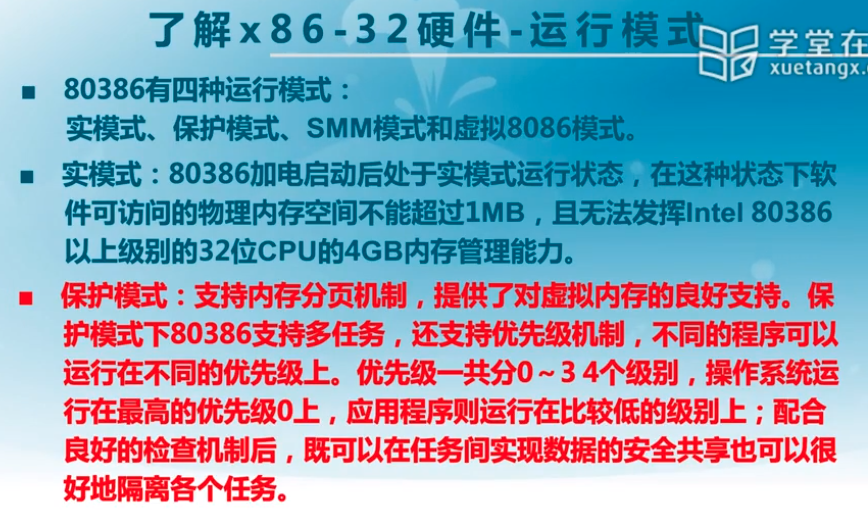 了解x86-32硬件-运行模式
学堂在
xuetangx.
■ 80386有四种运行模式：
实模式、保护模式、SMM模式和虚拟8086模式。
■ 实模式：80386加电启动后处于实模式运行状态，在这种状态下软
件可访问的物理内存空间不能超过1MB，且无法发挥Intel 80386
以上级别的32位CPU的4GB内存管理能力。
■ 保护模式：支持内存分页机制，提供了对虚拟内存的良好支持。保
护模式下80386支持多任务，还支持优先级机制，不同的程序可以
运行在不同的优先级上。优先级一共分0～3 4个级别，操作系统运
行在最高的优先级0上，应用程序则运行在比较低的级别上；配合
良好的检查机制后，既可以在任务间实现数据的安全共享也可以很
好地隔离各个任务。